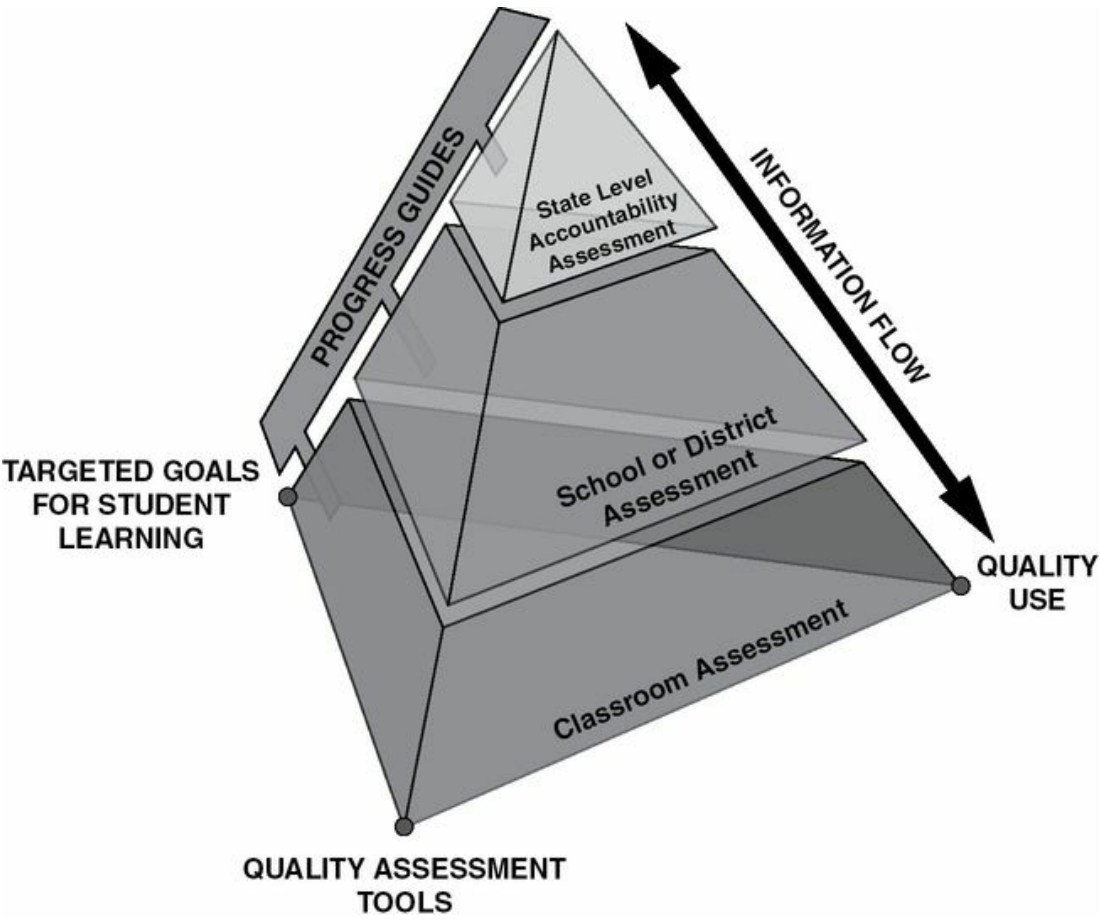 PROGRESS GUIDES
State Level
Accountability
Assessment
INFORMATION FLOW
School or District
Assessment
TARGETED GOALS
FOR STUDENT
LEARNING
QUALITY
USE
Classroom Assessment
QUALITY ASSESSMENT
TOOLS